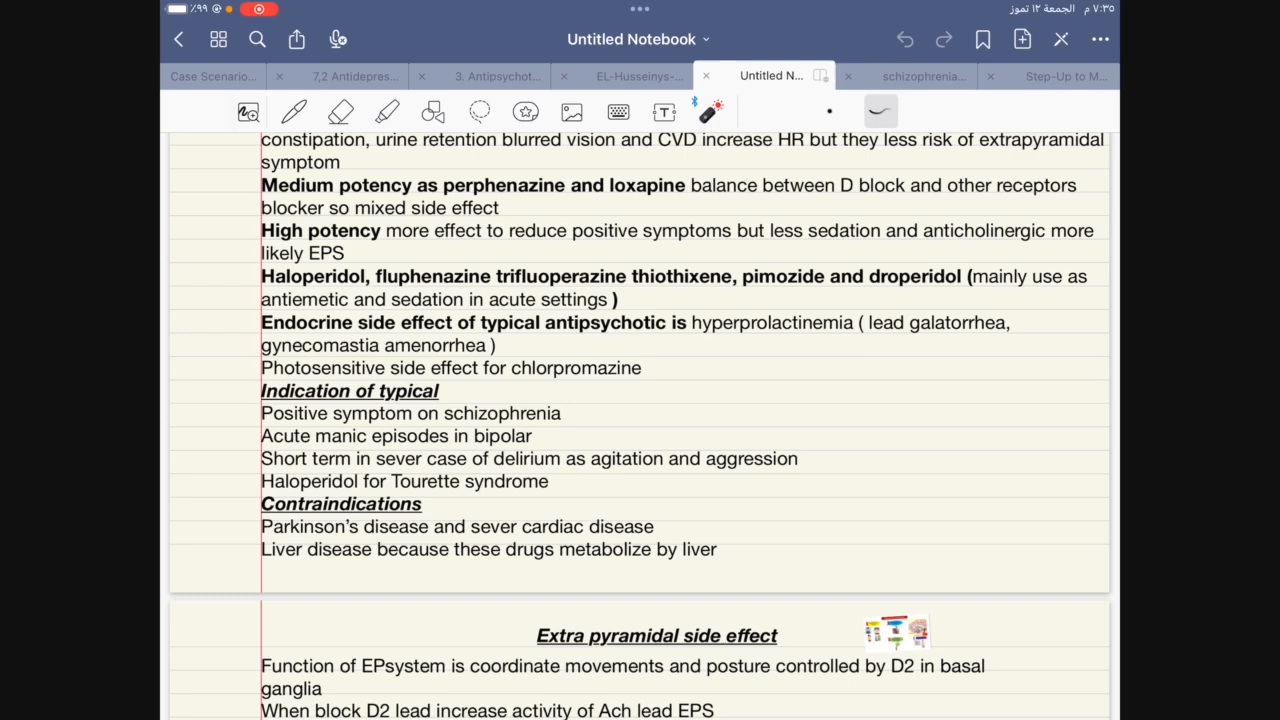 ٪٩٩
٧:٣٥ م الجمعة ١٢ تموز
Untitled Notebook
Case Scenario...
7,2 Antidepres...
3. Antipsychot...
EL-Husseinys-...
Untitled N...
schizophrenia...
Step-Up to M...
T
constipation, urine retention blurred vision and CVD increase HR but they less risk of extrapyramidal
symptom
Medium potency as perphenazine and loxapine balance between D block and other receptors
blocker so mixed side effect
High potency more effect to reduce positive symptoms but less sedation and anticholinergic more
likely EPS
Haloperidol, fluphenazine trifluoperazine thiothixene, pimozide and droperidol (mainly use as
antiemetic and sedation in acute settings )
Endocrine side effect of typical antipsychotic is hyperprolactinemia ( lead galatorrhea,
gynecomastia amenorrhea )
Photosensitive side effect for chlorpromazine
Indication of typical
Positive symptom on schizophrenia
Acute manic episodes in bipolar
Short term in sever case of delirium as agitation and aggression
Haloperidol for Tourette syndrome
Contraindications
Parkinson’s disease and sever cardiac disease
Liver disease because these drugs metabolize by liver
Extra pyramidal side effect
Function of EPsystem is coordinate movements and posture controlled by D2 in basal
ganglia
When block D2 lead increase activity of Ach lead EPS